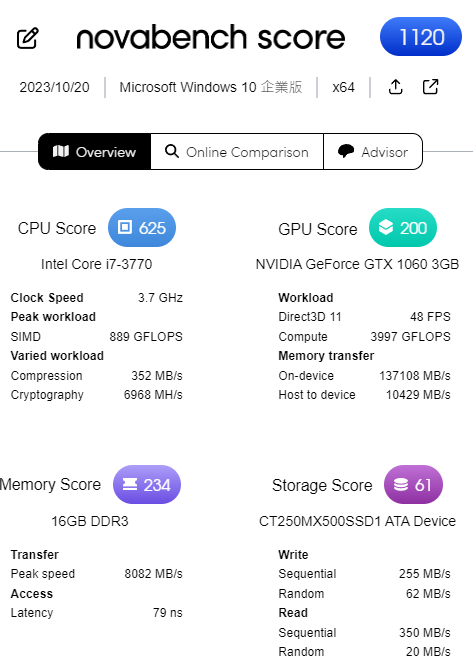 novabench score 1120
2023/10/20 Microsoft Windows 10 企業版 x64
Overview Online Comparison Advisor
CPU Score 625
Intel Core i7-3770
Clock Speed 3.7 GHz
Peak workload
SIMD 889 GFLOPS
Varied workload
Compression 352 MB/s
Cryptography 6968 MH/s
GPU Score 200
NVIDIA GeForce GTX 1060 3GB
Workload
Direct3D 11 48 FPS
Compute 3997 GFLOPS
Memory transfer
On-device 137108 MB/s
Host to device 10429 MB/s
Memory Score 234
16GB DDR3
Transfer
Peak speed 8082 MB/s
Access
Latency 79 ns
Storage Score 61
CT250MX500SSD1 ATA Device
Write
Sequential 255 MB/s
Random 62 MB/s
Read
Sequential 350 MB/s
Random 20 MB/s